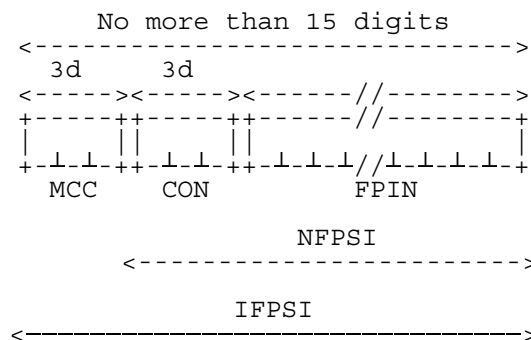 No more than 15 digits
3d 3d
MCC CON FPIN
NFPSI
IFPSI